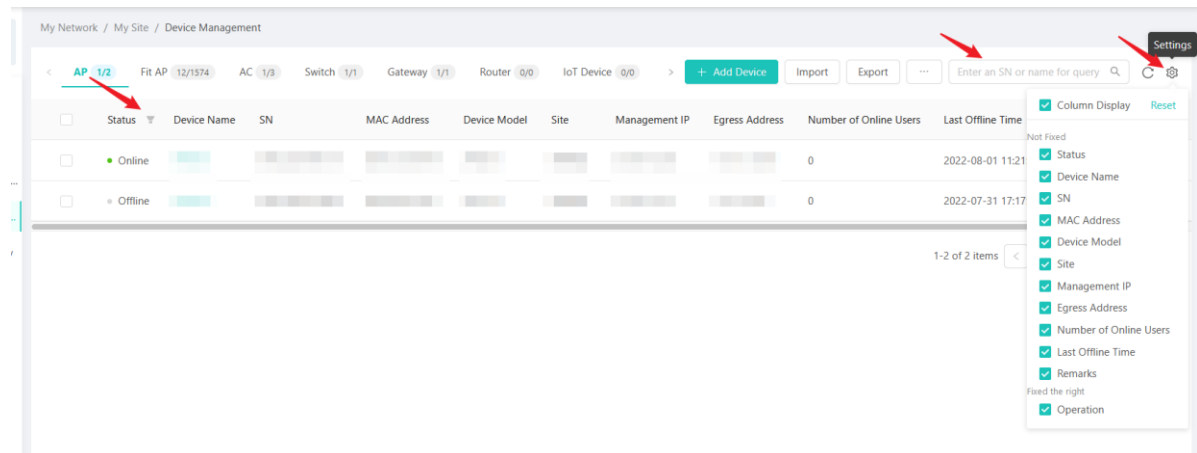 My Network / My Site / Device Management
Settings
AP 1/2 Fit AP 12/1574 AC 1/3 Switch 1/1 Gateway 1/1 Router 0/0 IoT Device 0/0 > + Add Device Import Export ... Enter an SN or name for query
Status Device Name SN MAC Address Device Model Site Management IP Egress Address Number of Online Users Last Offline Time
Online 0 2022-08-01 11:21
Offline 0 2022-07-31 17:17
1-2 of 2 items <
Column Display Reset
Not Fixed
Status
Device Name
SN
MAC Address
Device Model
Site
Management IP
Egress Address
Number of Online Users
Last Offline Time
Remarks
Fixed the right
Operation